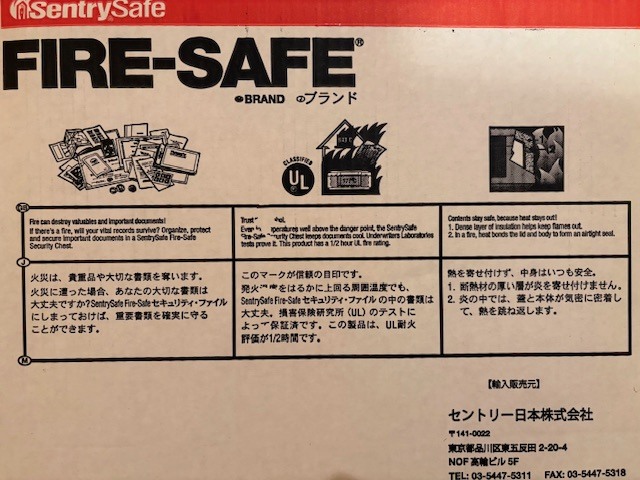 SentrySafe
FIRE-SAFE®
BRAND のブランド
CLASSIFIED
UL
GB
Fire can destroy valuables and important documents!
If there's a fire, will your vital records survive? Organize, protect
and secure important documents in a SentrySafe Fire-Safe
Security Chest.
Trust
Even temperatures well above the danger point, the SentrySafe
Fire-Safe Security Chest keeps documents cool. Underwriters Laboratories
tests prove it. This product has a 1/2 hour UL fire rating.
Contents stay safe, because heat stays out!
1. Dense layer of insulation helps keep flames out.
2. In a fire, heat bonds the lid and body to form an airtight seal.
J
火災は、貴重品や大切な書類を奪います。
火災に遭った場合、あなたの大切な書類は
大丈夫ですか?SentrySafe Fire-Safe セキュリティ・ファイル
にしまっておけば、重要書類を確実に守る
ことができます。
このマークが信頼の目印です。
発火 度をはるかに上回る周囲温度でも、
SentrySafe Fire-Safe セキュリティ・ファイル の中の書類は
大丈夫。損害保険研究所 (UL) のテストに
よって保証済です。この製品は、UL耐火
評価が1/2時間です。
熱を寄せ付けず、中身はいつも安全。
1. 断熱材の厚い層が炎を寄せ付けません。
2. 炎の中では、蓋と本体が気密に密着し
て、熱を跳ね返します。
M
【輸入販売元】
セントリー日本株式会社
〒141-0022
東京都品川区東五反田 2-20-4
NOF 高輪ビル 5F
TEL: 03-5447-5311 FAX: 03-5447-5318